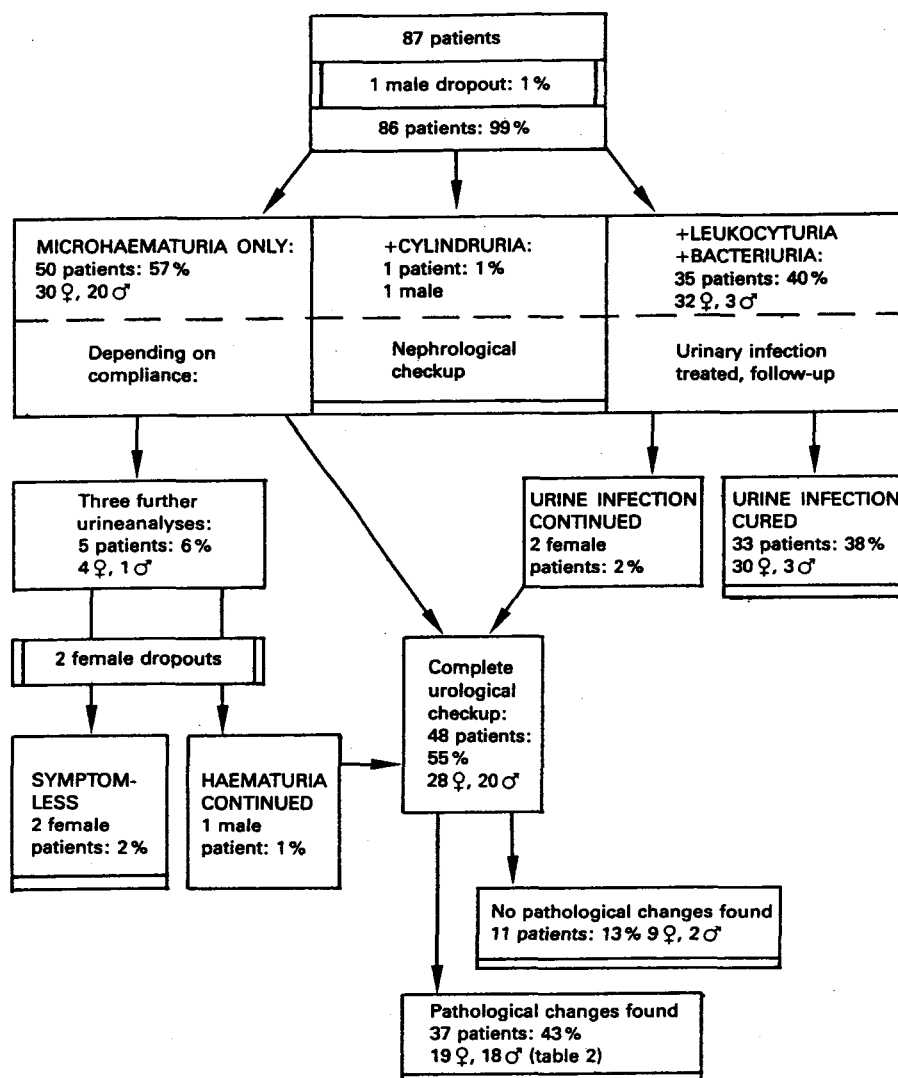 87 patients
1 male dropout: 1%
86 patients: 99%
MICROHAEMATURIA ONLY:
50 patients: 57%
30 ♀, 20 ♂
Depending on
compliance:
+CYLINDRURIA:
1 patient: 1%
1 male
Nephrological
checkup
+LEUKOCYTURIA
+BACTERIURIA:
35 patients: 40%
32 ♀, 3 ♂
Urinary infection
treated, follow-up
Three further
urineanalyses:
5 patients: 6%
4 ♀, 1 ♂
URINE INFECTION
CONTINUED
2 female
patients: 2%
URINE INFECTION
CURED
33 patients: 38%
30 ♀, 3 ♂
2 female dropouts
Complete
urological
checkup:
48 patients:
55%
28 ♀, 20 ♂
SYMPTOM-
LESS
2 female
patients: 2%
HAEMATURIA
CONTINUED
1 male
patient: 1%
No pathological changes found
11 patients: 13% 9 ♀, 2 ♂
Pathological changes found
37 patients: 43%
19 ♀, 18 ♂ (table 2)